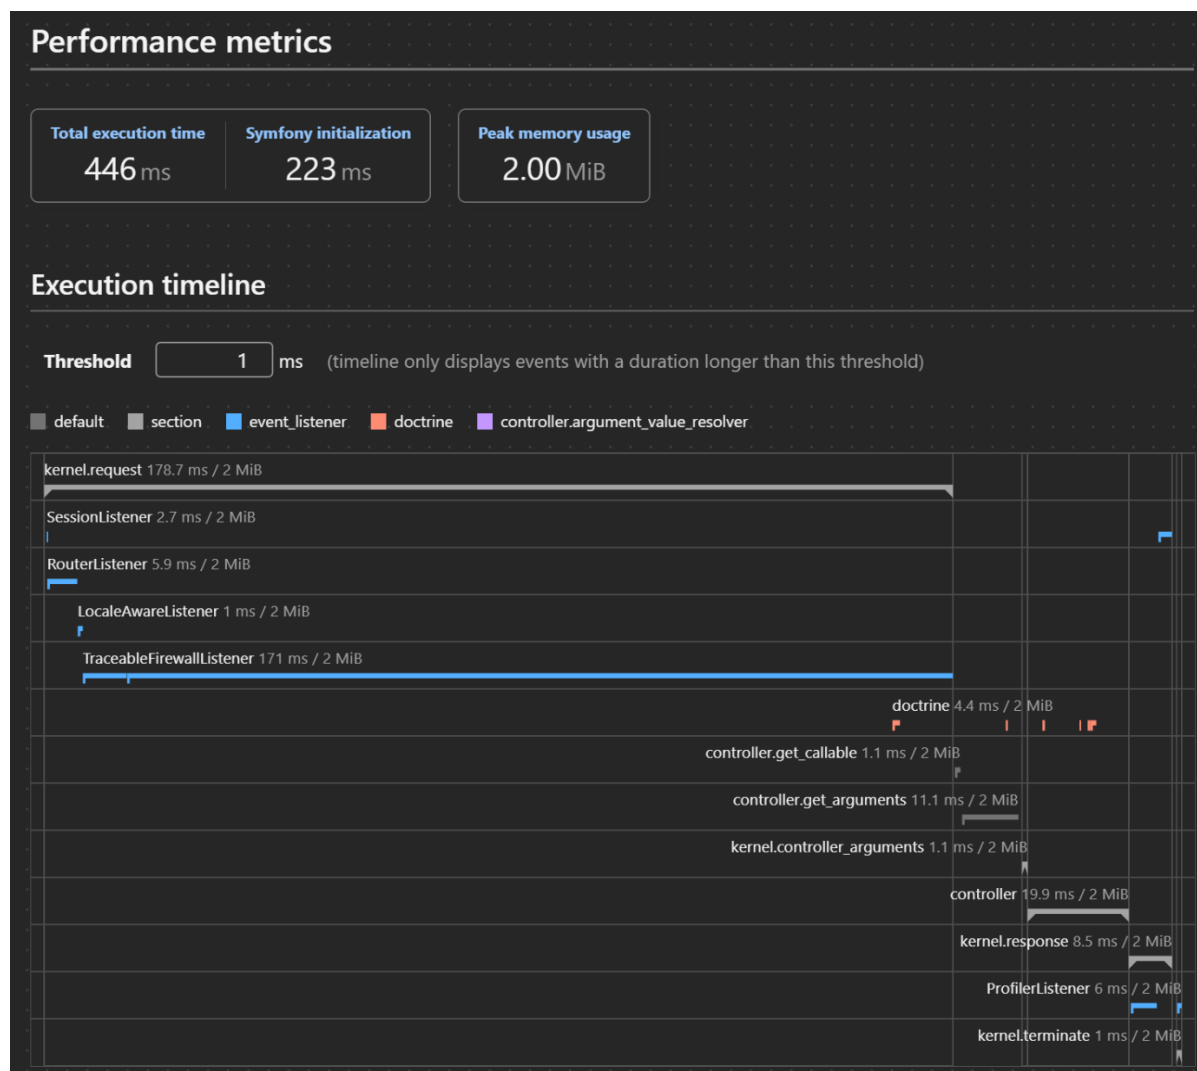 Performance metrics
Total execution time
446 ms
Symfony initialization
223 ms
Peak memory usage
2.00 MiB
Execution timeline
Threshold 1 ms (timeline only displays events with a duration longer than this threshold)
default section event_listener doctrine controller.argument_value_resolver
kernel.request 178.7 ms / 2 MiB
SessionListener 2.7 ms / 2 MiB
RouterListener 5.9 ms / 2 MiB
LocaleAwareListener 1 ms / 2 MiB
TraceableFirewallListener 171 ms / 2 MiB
doctrine 4.4 ms / 2 MiB
controller.get_callable 1.1 ms / 2 MiB
controller.get_arguments 11.1 ms / 2 MiB
kernel.controller_arguments 1.1 ms / 2 MiB
controller 19.9 ms / 2 MiB
kernel.response 8.5 ms / 2 MiB
ProfilerListener 6 ms / 2 MiB
kernel.terminate 1 ms / 2 MiB